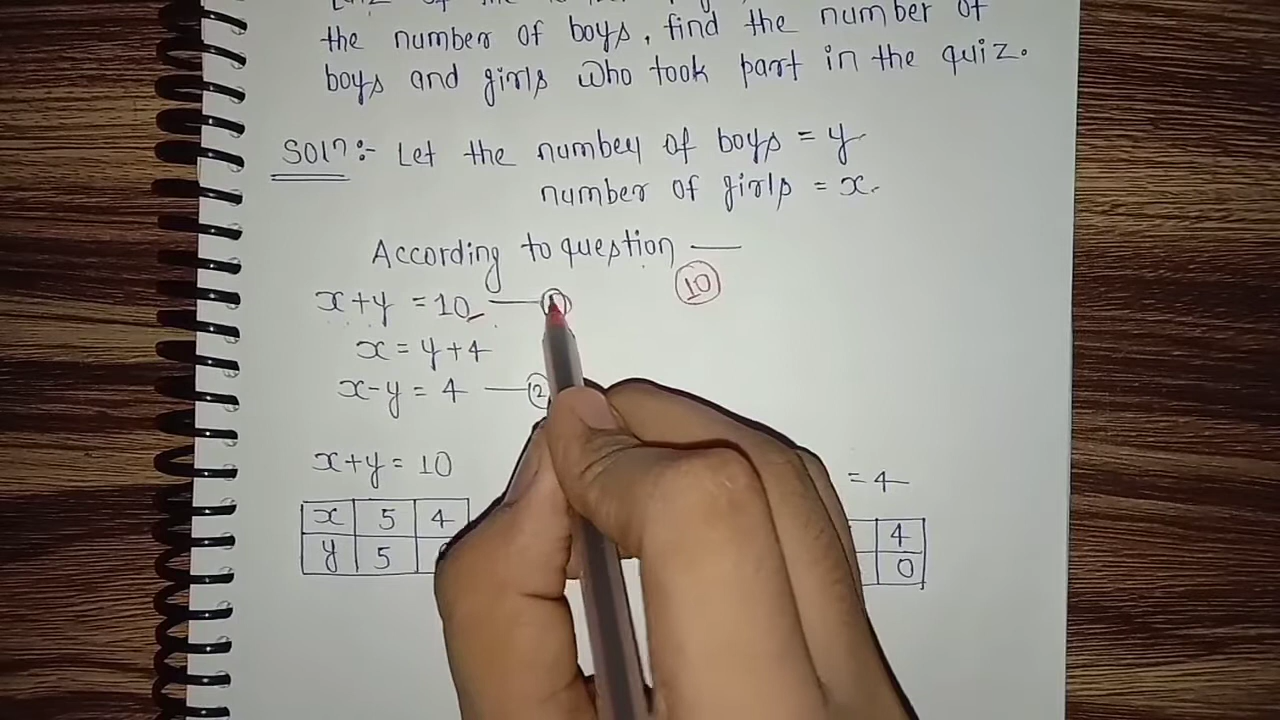 the number of boys, find the number of
boys and girls who took part in the quiz.
Soln:- Let the number of boys = y
number of girls = x.
According to question —
10
x+y = 10 —
x = y+4
x-y = 4 — 2
x+y = 10
= 4
x 5 4
y 5
4
0